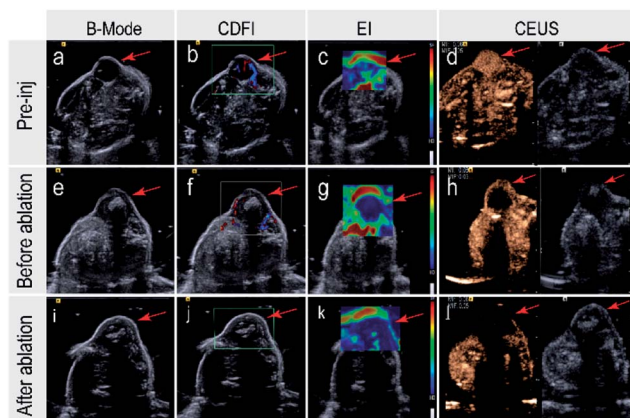 B-Mode CDFI EI CEUS
Pre-inj
a b c d
Before ablation
e f g h
After ablation
i j k l